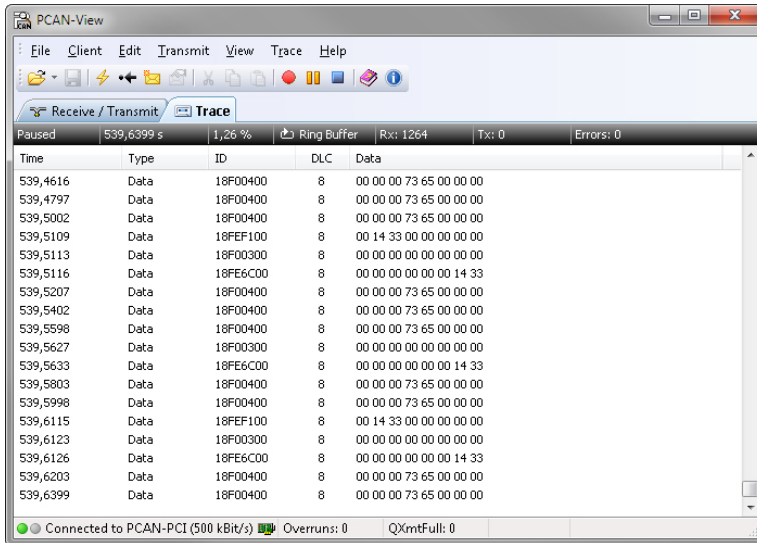 PCAN-View
File Client Edit Transmit View Trace Help
Receive / Transmit Trace
Paused 539,6399 s 1,26 % Ring Buffer Rx: 1264 Tx: 0 Errors: 0
Time Type ID DLC Data
539,4616 Data 18F00400 8 00 00 00 73 65 00 00 00
539,4797 Data 18F00400 8 00 00 00 73 65 00 00 00
539,5002 Data 18F00400 8 00 00 00 73 65 00 00 00
539,5109 Data 18FEF100 8 00 14 33 00 00 00 00 00
539,5113 Data 18F00300 8 00 00 00 00 00 00 00 00
539,5116 Data 18FE6C00 8 00 00 00 00 00 00 14 33
539,5207 Data 18F00400 8 00 00 00 73 65 00 00 00
539,5402 Data 18F00400 8 00 00 00 73 65 00 00 00
539,5598 Data 18F00400 8 00 00 00 73 65 00 00 00
539,5627 Data 18F00300 8 00 00 00 00 00 00 00 00
539,5633 Data 18FE6C00 8 00 00 00 00 00 00 14 33
539,5803 Data 18F00400 8 00 00 00 73 65 00 00 00
539,5998 Data 18F00400 8 00 00 00 73 65 00 00 00
539,6115 Data 18FEF100 8 00 14 33 00 00 00 00 00
539,6123 Data 18F00300 8 00 00 00 00 00 00 00 00
539,6126 Data 18FE6C00 8 00 00 00 00 00 00 14 33
539,6203 Data 18F00400 8 00 00 00 73 65 00 00 00
539,6399 Data 18F00400 8 00 00 00 73 65 00 00 00
Connected to PCAN-PCI (500 kBit/s) Overruns: 0 QXmtFull: 0